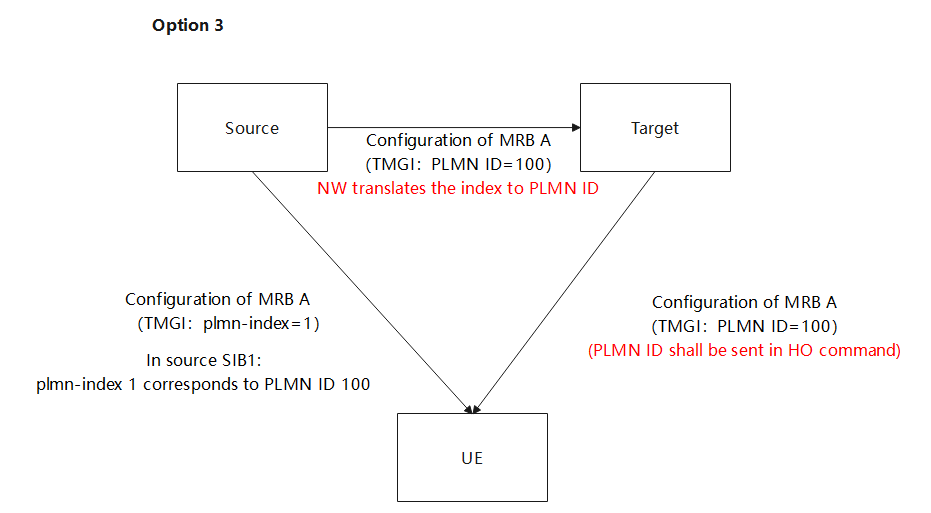 Option 3
Source
Target
Configuration of MRB A
(TMGI: PLMN ID=100)
NW translates the index to PLMN ID
Configuration of MRB A
(TMGI: plmn-index=1)
In source SIB1:
plmn-index 1 corresponds to PLMN ID 100
Configuration of MRB A
(TMGI: PLMN ID=100)
(PLMN ID shall be sent in HO command)
UE